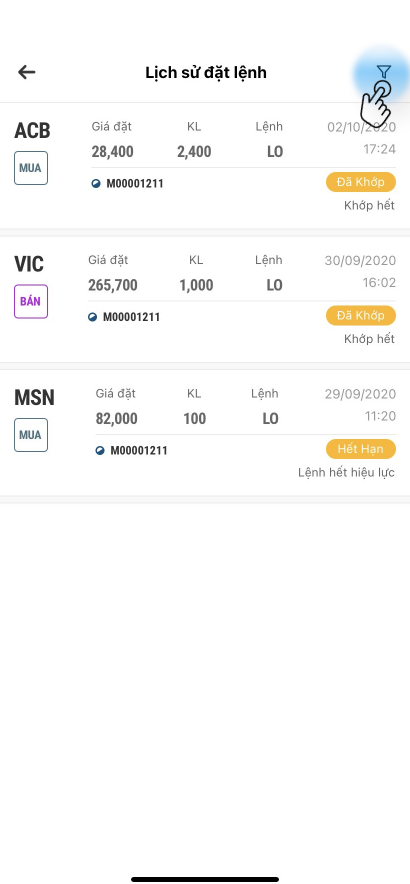 Lịch sử đặt lệnh
ACB
MUA
Giá đặt KL Lệnh 02/10/2020
28,400 2,400 LO 17:24
M00001211 Đã Khớp
Khớp hết
VIC
BÁN
Giá đặt KL Lệnh 30/09/2020
265,700 1,000 LO 16:02
M00001211 Đã Khớp
Khớp hết
MSN
MUA
Giá đặt KL Lệnh 29/09/2020
82,000 100 LO 11:20
M00001211 Hết Hạn
Lệnh hết hiệu lực